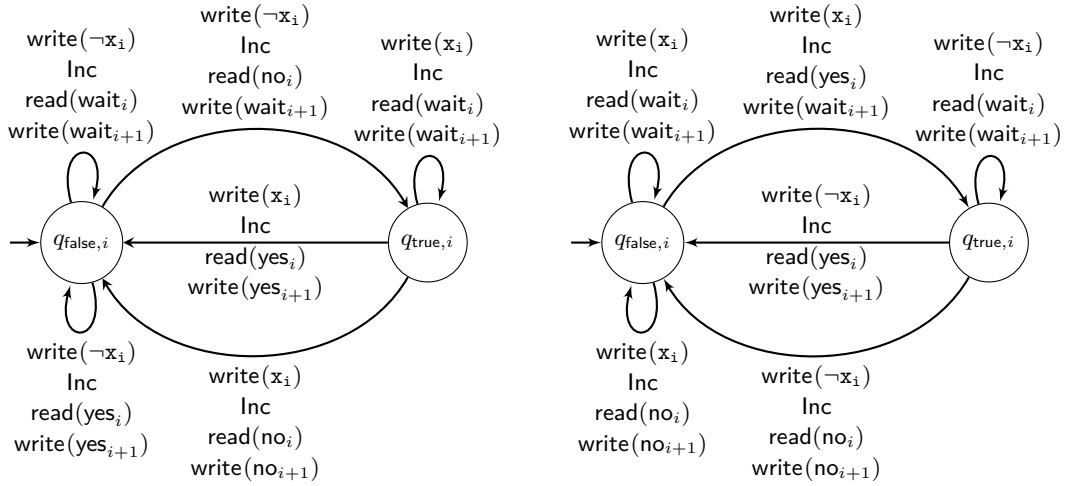 write(¬x_i)
Inc
read(wait_i)
write(wait_{i+1})
write(¬x_i)
Inc
read(no_i)
write(wait_{i+1})
write(x_i)
Inc
read(wait_i)
write(wait_{i+1})
q_{false,i}
write(x_i)
Inc
read(yes_i)
write(yes_{i+1})
q_{true,i}
write(¬x_i)
Inc
read(yes_i)
write(yes_{i+1})
write(x_i)
Inc
read(no_i)
write(no_{i+1})
write(x_i)
Inc
read(wait_i)
write(wait_{i+1})
write(x_i)
Inc
read(yes_i)
write(wait_{i+1})
write(¬x_i)
Inc
read(wait_i)
write(wait_{i+1})
q_{false,i}
write(¬x_i)
Inc
read(yes_i)
write(yes_{i+1})
q_{true,i}
write(x_i)
Inc
read(no_i)
write(no_{i+1})
write(¬x_i)
Inc
read(no_i)
write(no_{i+1})